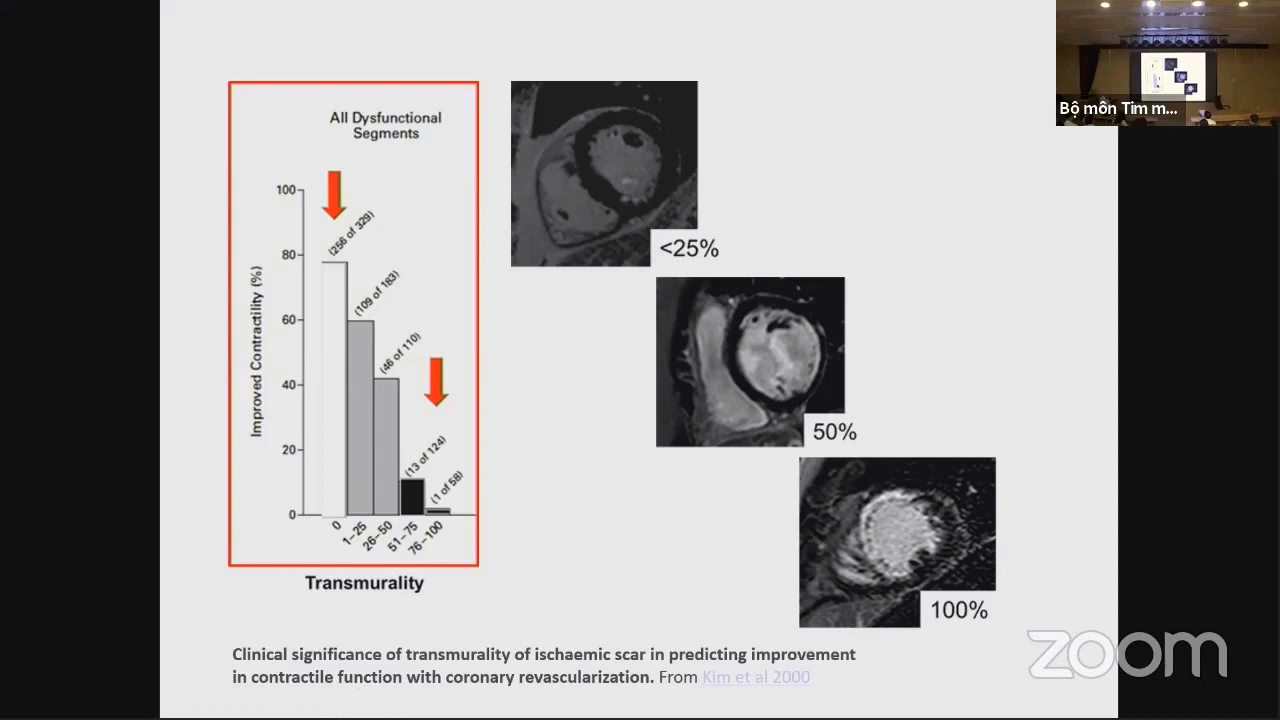 Bộ môn Tim m...
All Dysfunctional
Segments
Improved Contractility (%)
100
80
60
40
20
0
(256 of 329)
(109 of 183)
(46 of 110)
(13 of 124)
(1 of 58)
0
1–25
26–50
51–75
76–100
Transmurality
<25%
50%
100%
Clinical significance of transmurality of ischaemic scar in predicting improvement
in contractile function with coronary revascularization. From Kim et al 2000
zoom